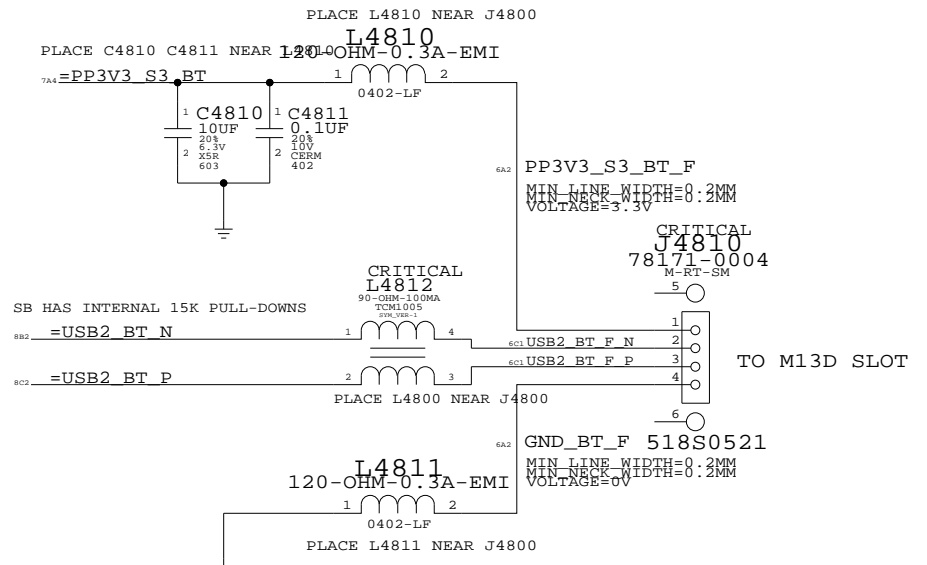 PLACE L4810 NEAR J4800
L4810
PLACE C4810 C4811 NEAR L4810
120-OHM-0.3A-EMI
7A4
=PP3V3_S3_BT
1
2
0402-LF
1
C4810
10UF
20%
6.3V
X5R
603
2
1
C4811
0.1UF
20%
10V
CERM
402
2
6A2
PP3V3_S3_BT_F
MIN_LINE_WIDTH=0.2MM
MIN_NECK_WIDTH=0.2MM
VOLTAGE=3.3V
CRITICAL
J4810
78171-0004
M-RT-SM
5
CRITICAL
L4812
90-OHM-100MA
TCM1005
SYM_VER-1
SB HAS INTERNAL 15K PULL-DOWNS
8B2
=USB2_BT_N
1
4
6C1
USB2_BT_F_N
6C1
USB2_BT_F_P
1
2
3
4
TO M13D SLOT
8C2
=USB2_BT_P
2
3
PLACE L4800 NEAR J4800
6
6A2
GND_BT_F
518S0521
MIN_LINE_WIDTH=0.2MM
MIN_NECK_WIDTH=0.2MM
VOLTAGE=0V
L4811
120-OHM-0.3A-EMI
1
2
0402-LF
PLACE L4811 NEAR J4800